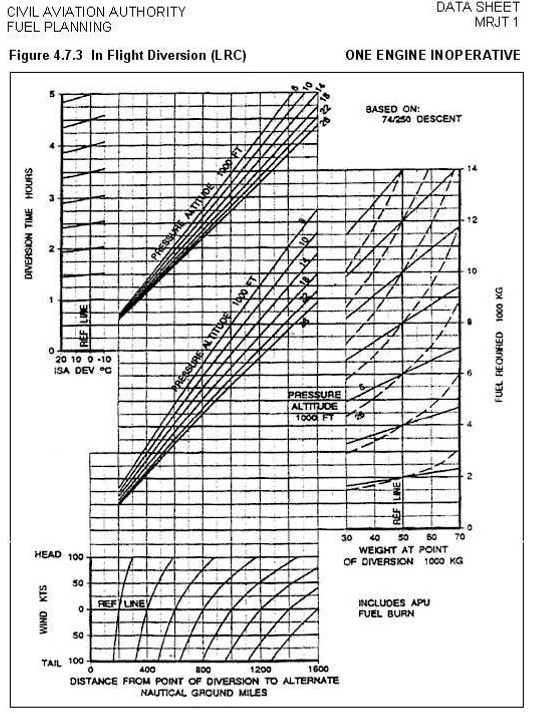 CIVIL AVIATION AUTHORITY
FUEL PLANNING
DATA SHEET
MRJT 1
Figure 4.7.3 In Flight Diversion (LRC)
ONE ENGINE INOPERATIVE
BASED ON:
74/250 DESCENT
DIVERSION TIME HOURS
5
4
3
2
1
0
REF LINE
20 10 0 -10
ISA DEV °C
PRESSURE ALTITUDE 1000 FT
6 10 14 18 22 26
PRESSURE ALTITUDE 1000 FT
6
10
14
18
22
26
14
12
10
8
6
4
2
0
FUEL REQUIRED 1000 KG
PRESSURE
ALTITUDE
1000 FT
6
26
REF LINE
30 40 50 60 70
WEIGHT AT POINT
OF DIVERSION 1000 KG
HEAD 100
50
0
50
TAIL 100
WIND KTS
REF LINE
0 400 800 1200 1600
DISTANCE FROM POINT OF DIVERSION TO ALTERNATE
NAUTICAL GROUND MILES
INCLUDES APU
FUEL BURN